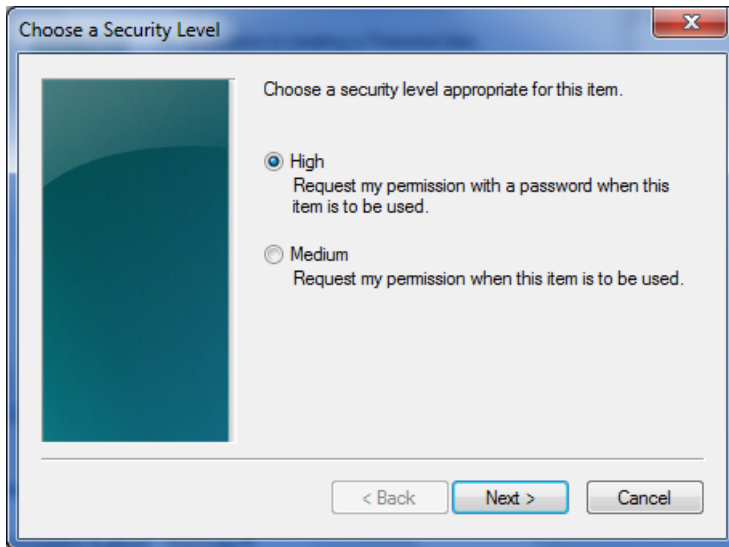 Choose a Security Level
Choose a security level appropriate for this item.
High
Request my permission with a password when this
item is to be used.
Medium
Request my permission when this item is to be used.
< Back
Next >
Cancel